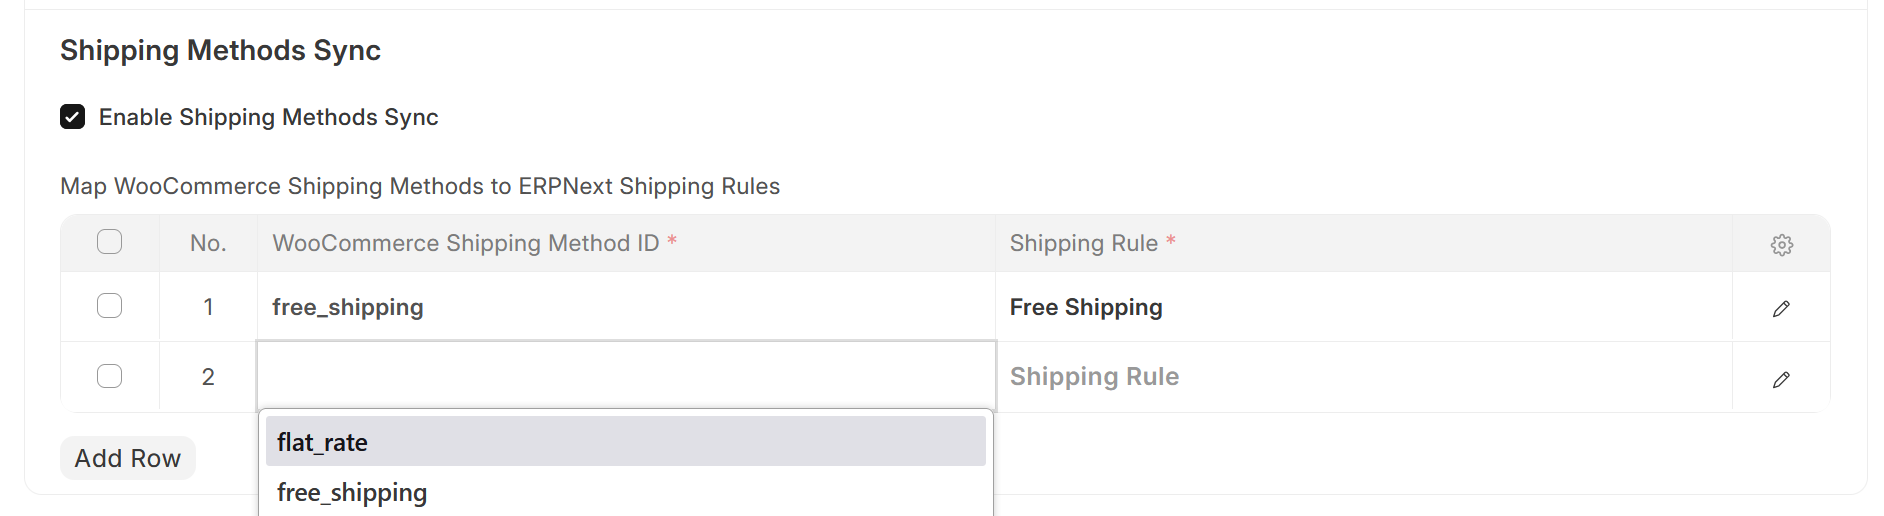 Shipping Methods Sync
Enable Shipping Methods Sync
Map WooCommerce Shipping Methods to ERPNext Shipping Rules
No. WooCommerce Shipping Method ID * Shipping Rule *
1 free_shipping Free Shipping
2 Shipping Rule
flat_rate
Add Row
free_shipping